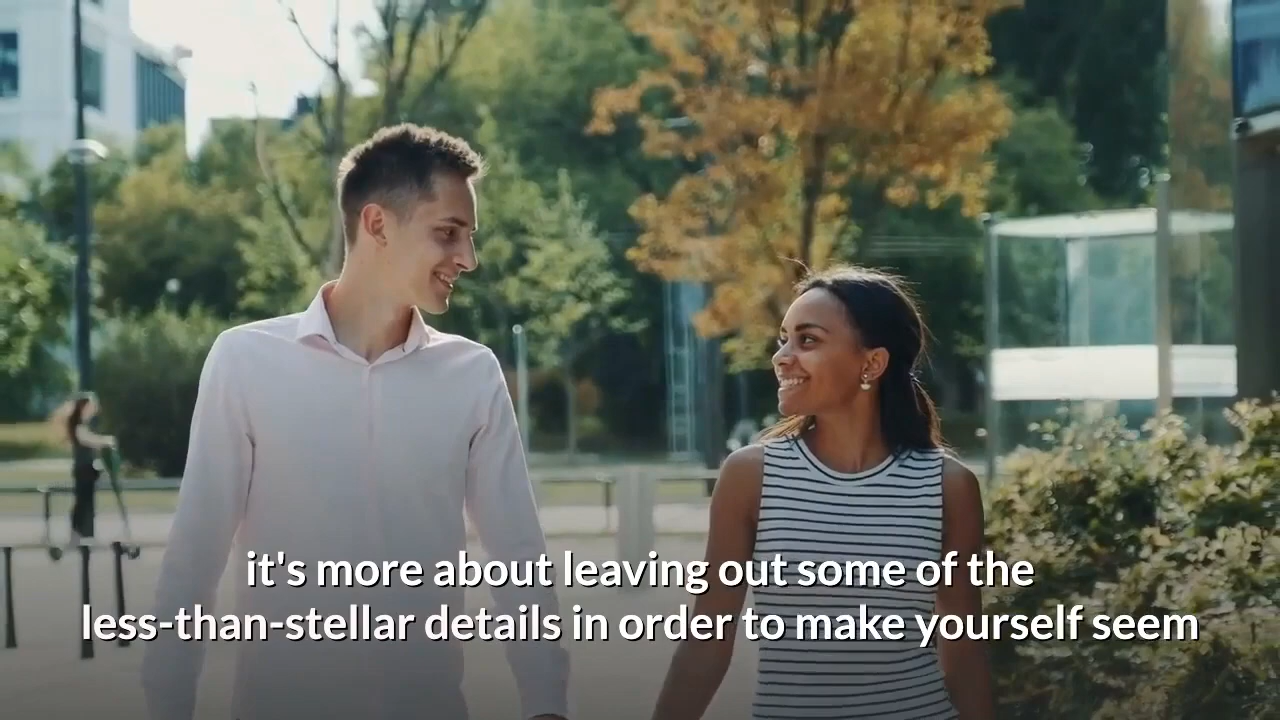 it's more about leaving out some of the
less-than-stellar details in order to make yourself seem